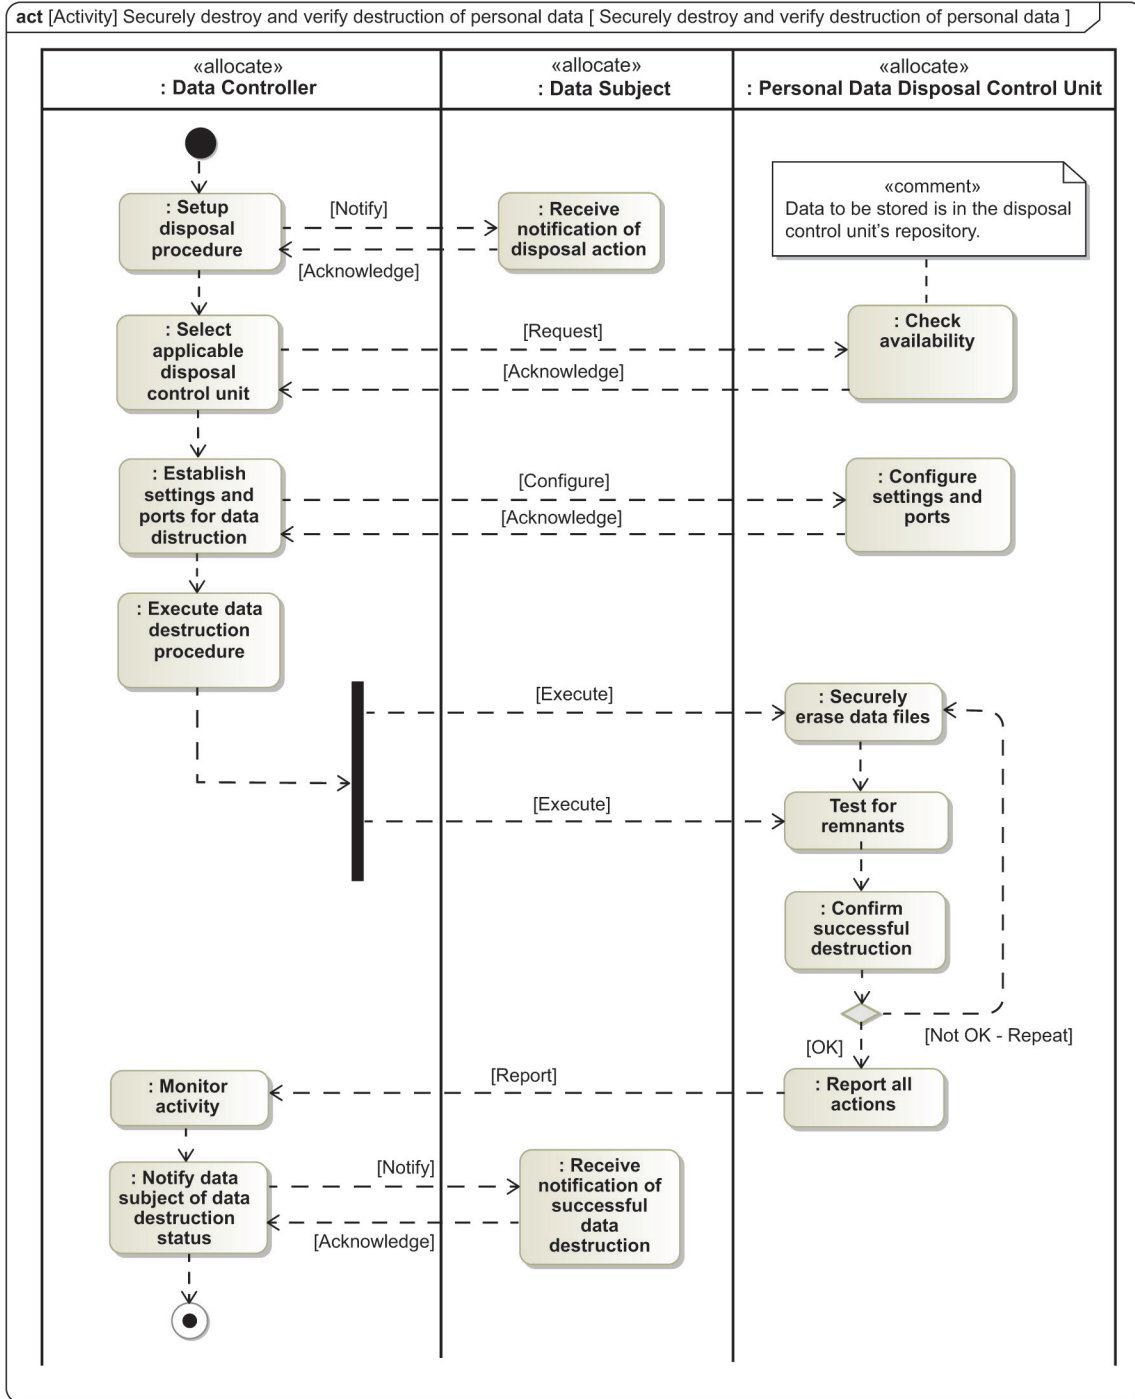 act [Activity] Securely destroy and verify destruction of personal data [ Securely destroy and verify destruction of personal data ]
«allocate»
: Data Controller
«allocate»
: Data Subject
«allocate»
: Personal Data Disposal Control Unit
: Setup
disposal
procedure
[Notify]
[Acknowledge]
: Receive
notification of
disposal action
«comment»
Data to be stored is in the disposal
control unit's repository.
: Select
applicable
disposal
control unit
[Request]
[Acknowledge]
: Check
availability
: Establish
settings and
ports for data
distruction
[Configure]
[Acknowledge]
: Configure
settings and
ports
: Execute data
destruction
procedure
[Execute]
: Securely
erase data files
[Execute]
Test for
remnants
: Confirm
successful
destruction
[Not OK - Repeat]
[OK]
: Report all
actions
[Report]
: Monitor
activity
: Notify data
subject of data
destruction
status
[Notify]
[Acknowledge]
: Receive
notification of
successful
data
destruction